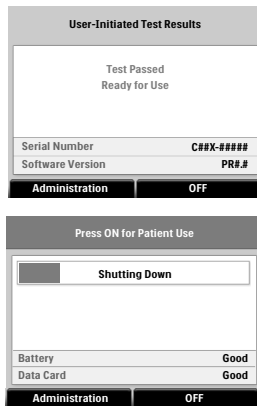 User-Initiated Test Results
Test Passed
Ready for Use
Serial Number C##X-#####
Software Version PR#.#
Administration OFF
Press ON for Patient Use
Shutting Down
Battery Good
Data Card Good
Administration OFF